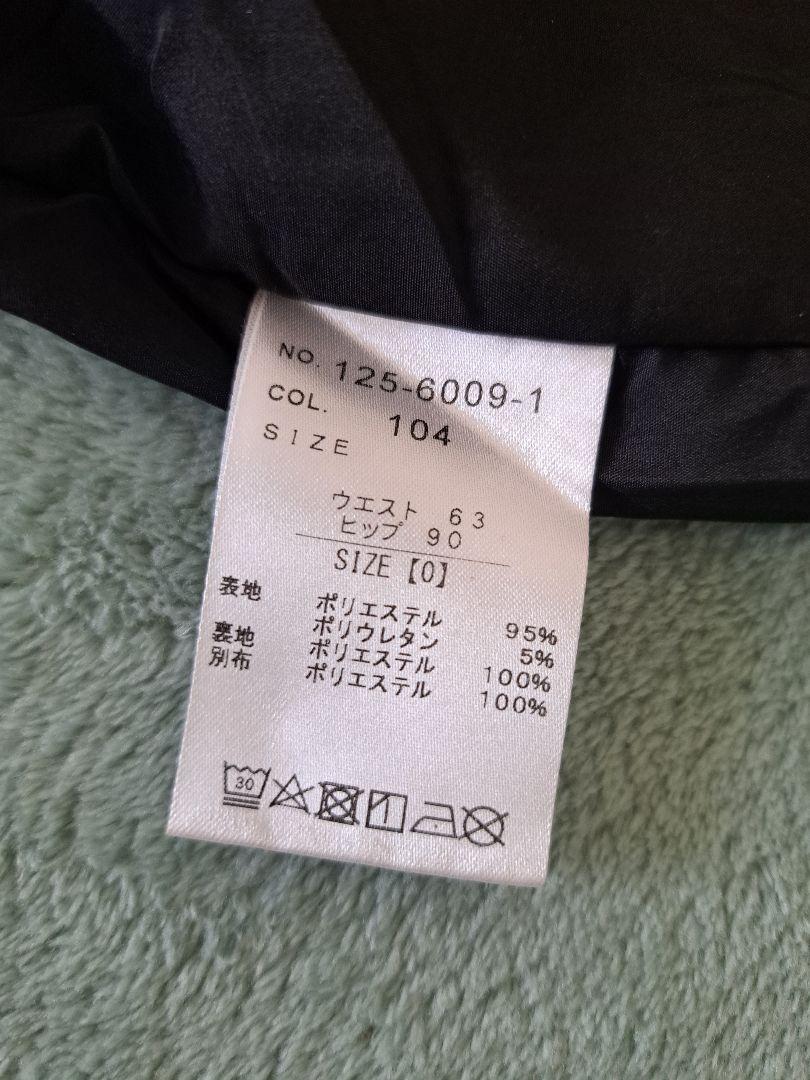 NO. 125-6009-1
COL. 104
SIZE
ウエスト 63
ヒップ 90
SIZE【0】
表地 ポリエステル 95%
ポリウレタン 5%
裏地 ポリエステル 100%
別布 ポリエステル 100%
30